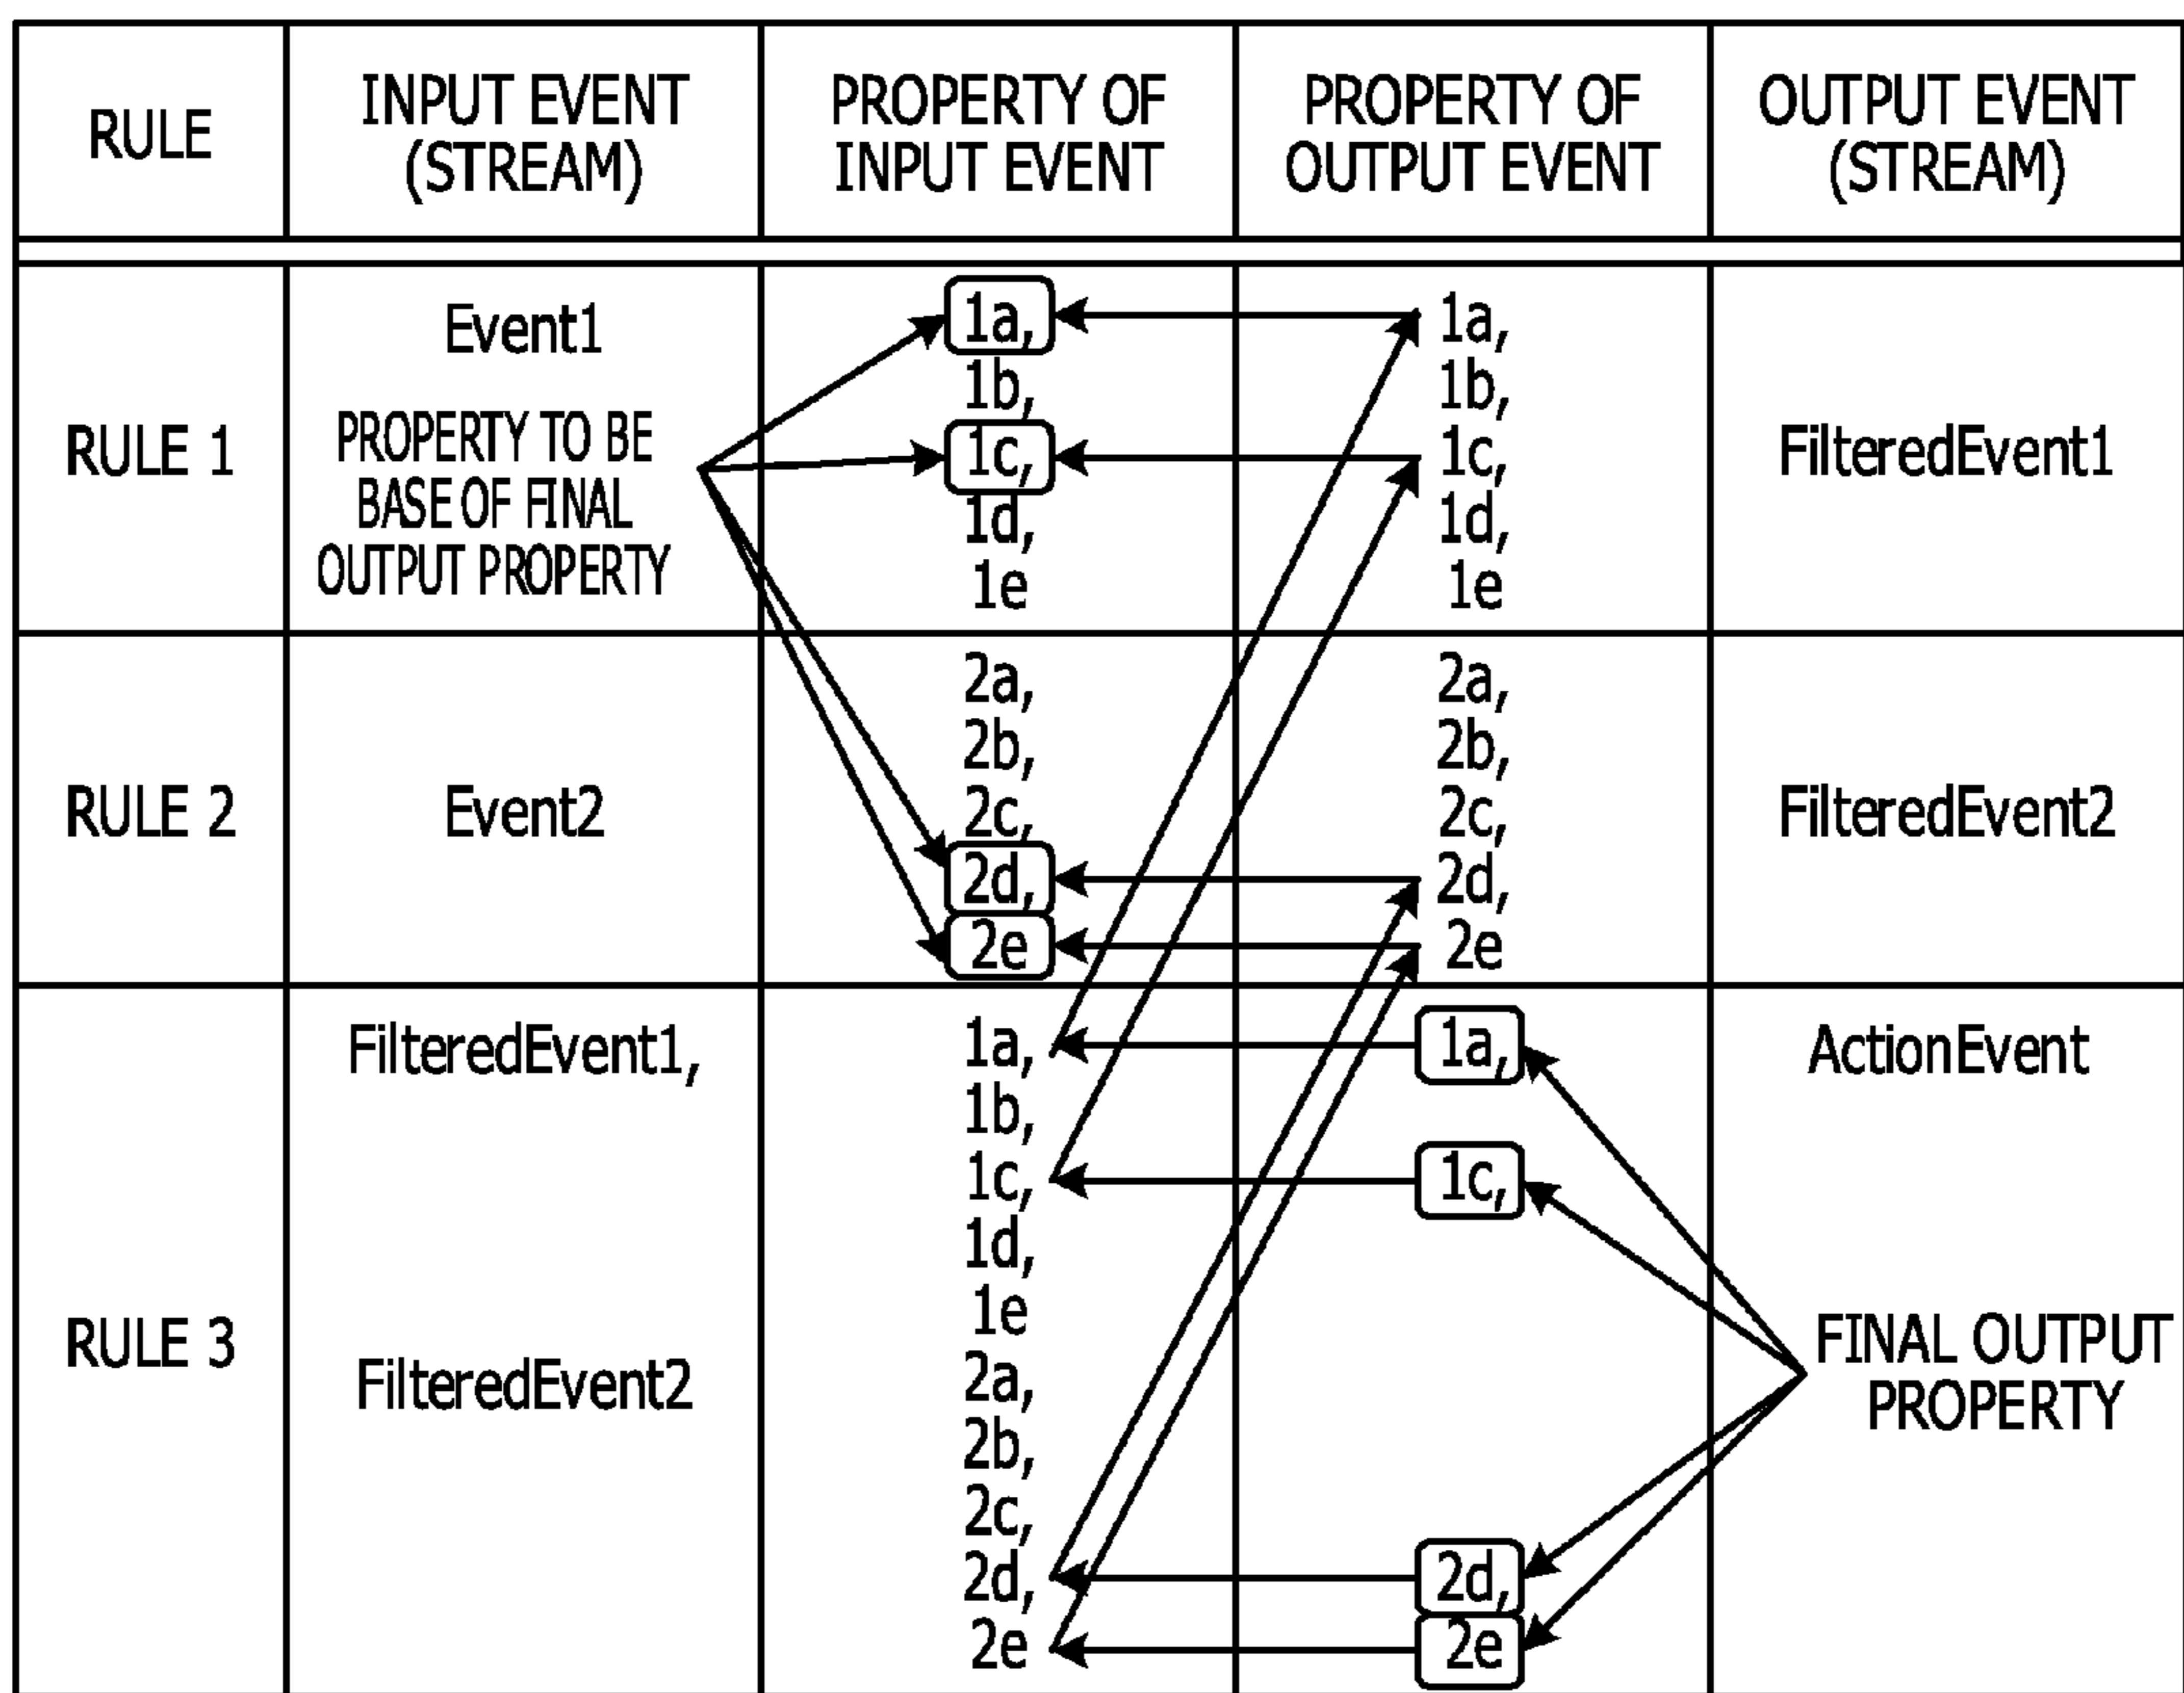 RULE
INPUT EVENT
(STREAM)
PROPERTY OF
INPUT EVENT
PROPERTY OF
OUTPUT EVENT
OUTPUT EVENT
(STREAM)
RULE 1
Event1
PROPERTY TO BE
BASE OF FINAL
OUTPUT PROPERTY
1a,
1b,
1c,
1d,
1e
1a,
1b,
1c,
1d,
1e
FilteredEvent1
RULE 2
Event2
2a,
2b,
2c,
2d,
2e
2a,
2b,
2c,
2d,
2e
FilteredEvent2
RULE 3
FilteredEvent1,
FilteredEvent2
1a,
1b,
1c,
1d,
1e
2a,
2b,
2c,
2d,
2e
1a,
1c,
2d,
2e
ActionEvent
FINAL OUTPUT
PROPERTY